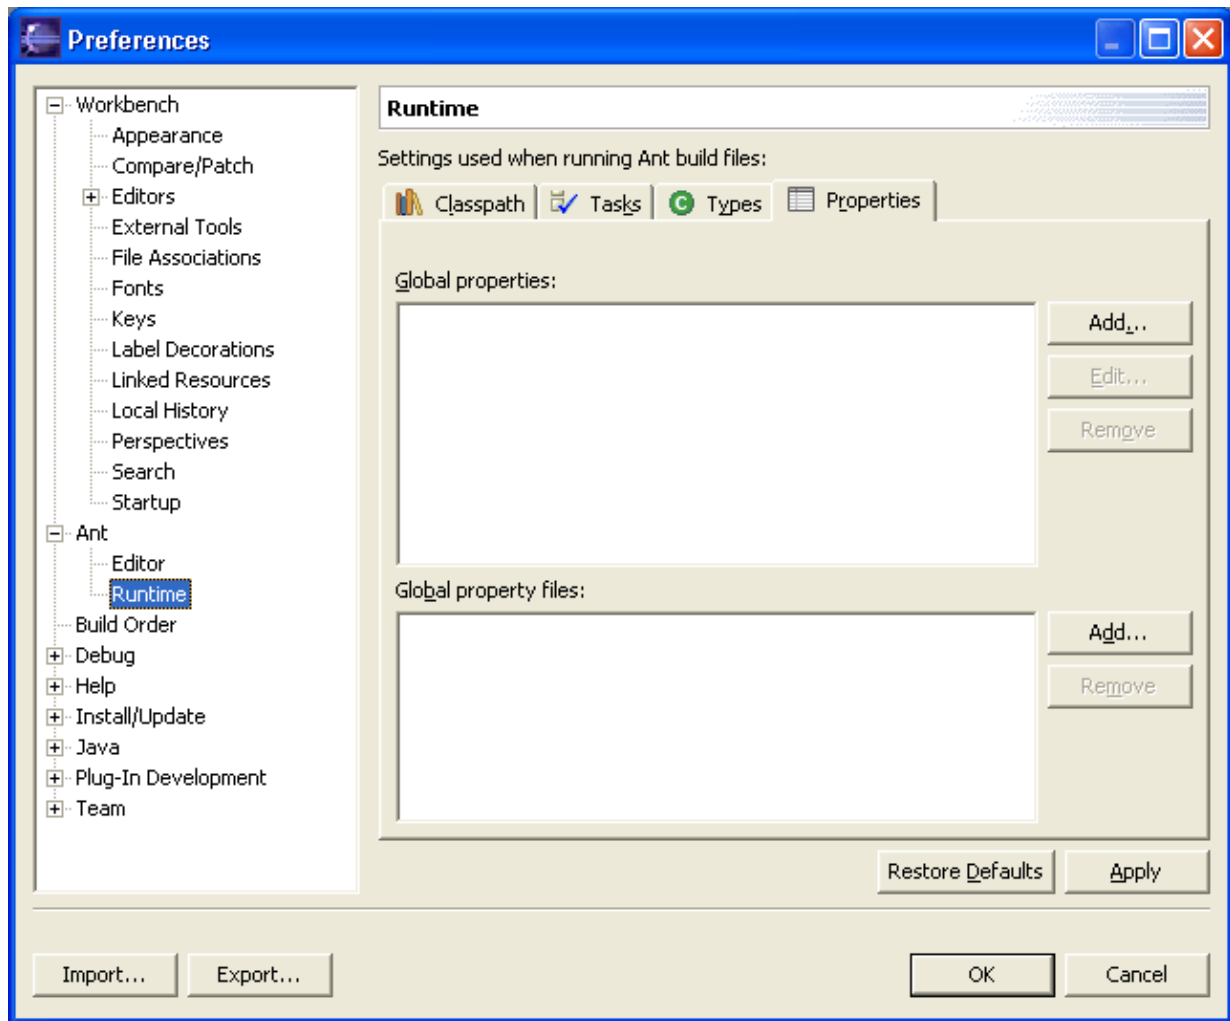 Preferences
Workbench
Appearance
Compare/Patch
Editors
External Tools
File Associations
Fonts
Keys
Label Decorations
Linked Resources
Local History
Perspectives
Search
Startup
Ant
Editor
Runtime
Build Order
Debug
Help
Install/Update
Java
Plug-In Development
Team
Runtime
Settings used when running Ant build files:
Classpath Tasks C Types Properties
Global properties:
Add...
Edit...
Remove
Global property files:
Add...
Remove
Restore Defaults Apply
Import... Export... OK Cancel